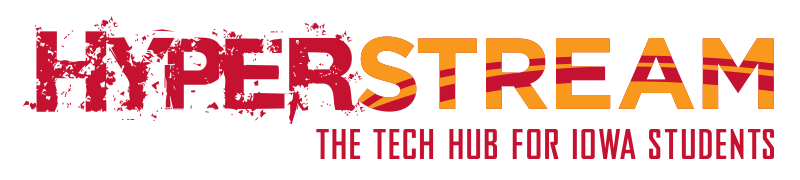 HYPERSTREAM
THE TECH HUB FOR IOWA STUDENTS